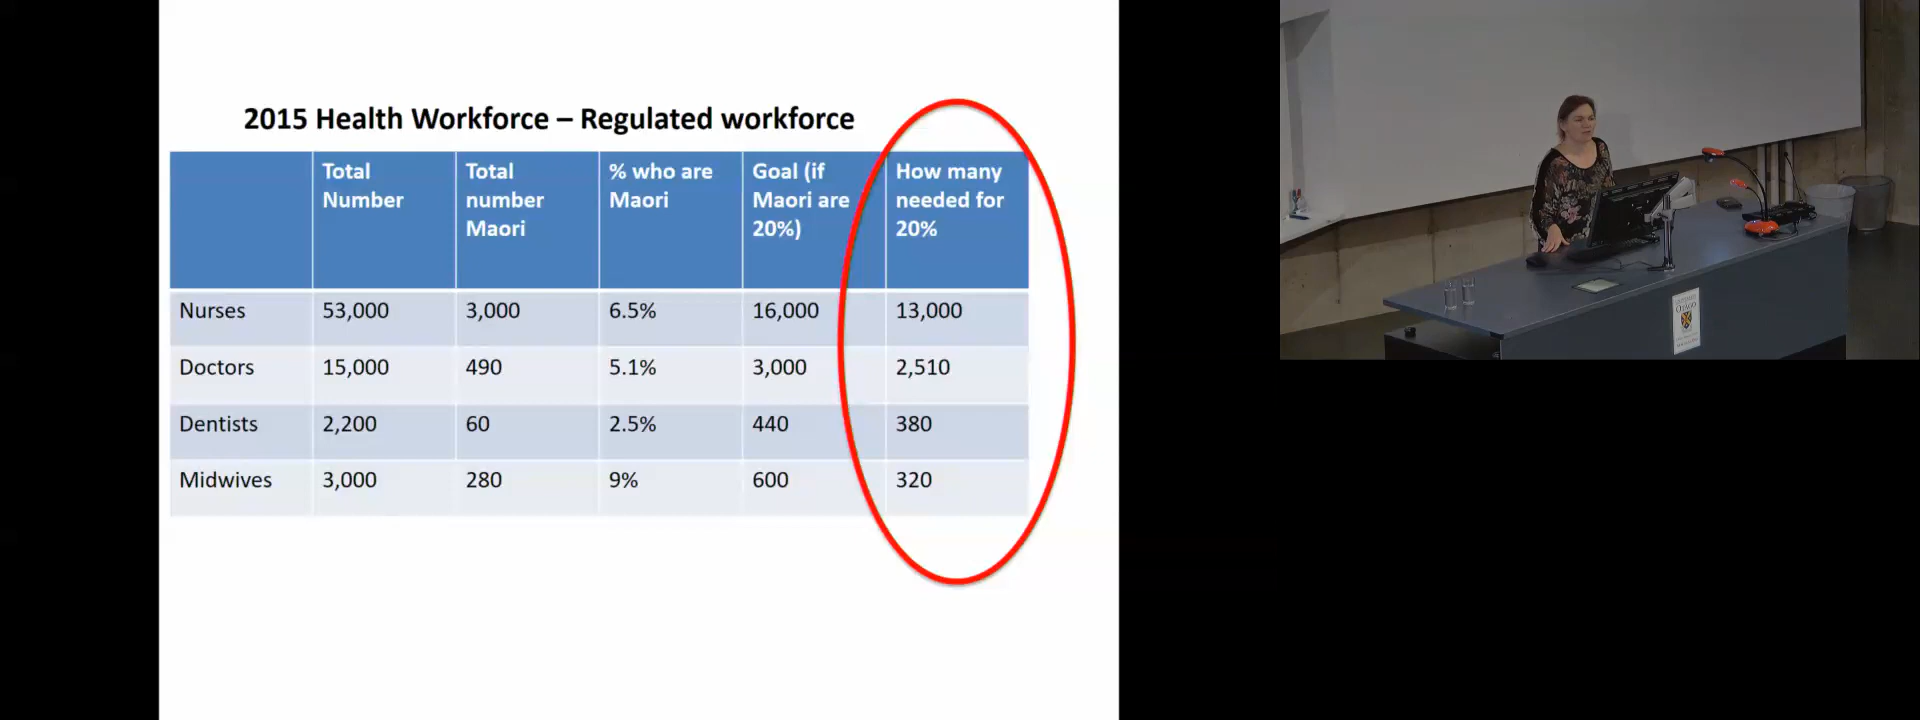 2015 Health Workforce – Regulated workforce
Total Number
Total number Maori
% who are Maori
Goal (if Maori are 20%)
How many needed for 20%
Nurses 53,000 3,000 6.5% 16,000 13,000
Doctors 15,000 490 5.1% 3,000 2,510
Dentists 2,200 60 2.5% 440 380
Midwives 3,000 280 9% 600 320
OTAGO